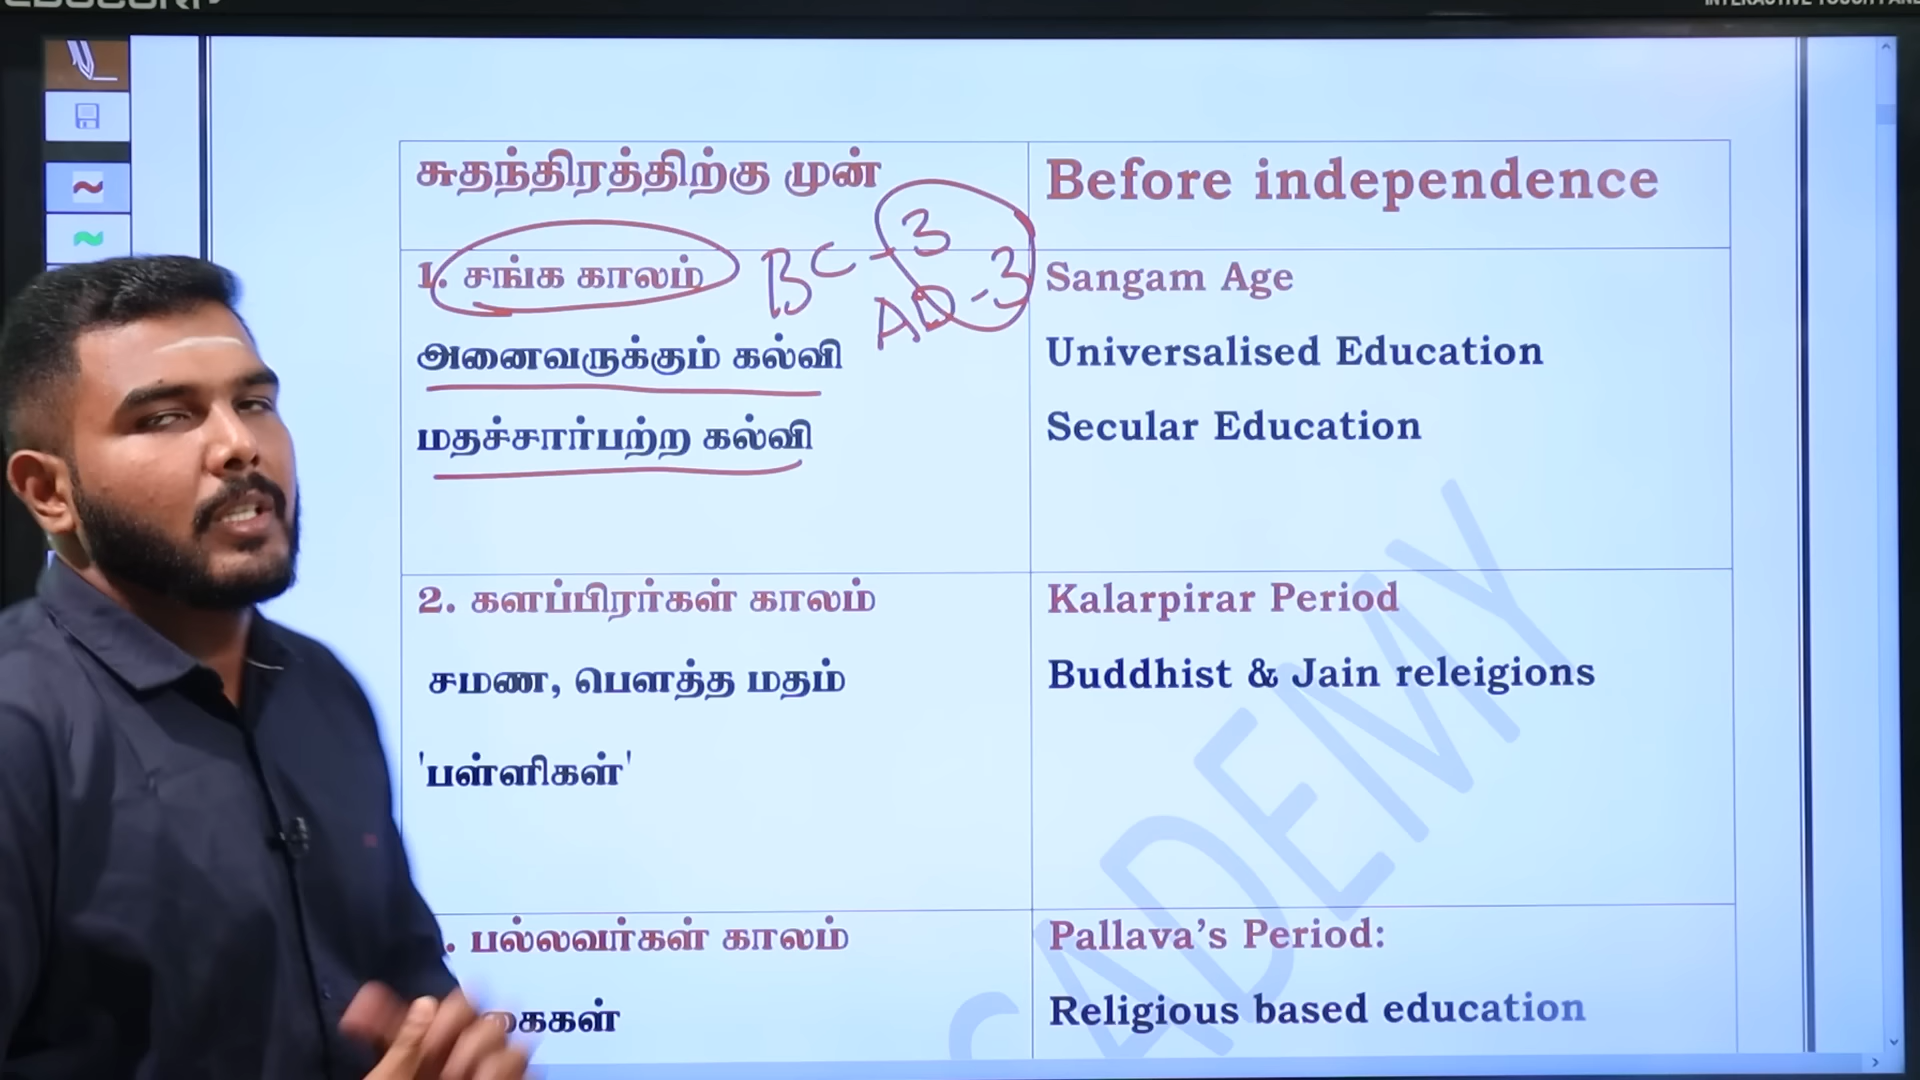 சுதந்திரத்திற்கு முன்
Before independence
1. சங்க காலம்
BC - 3
AD - 3
Sangam Age
அனைவருக்கும் கல்வி
Universalised Education
மதச்சார்பற்ற கல்வி
Secular Education
2. களப்பிரர்கள் காலம்
Kalarpirar Period
சமண, பௌத்த மதம்
Buddhist & Jain releigions
'பள்ளிகள்'
. பல்லவர்கள் காலம்
Pallava's Period:
Religious based education
CADEMY